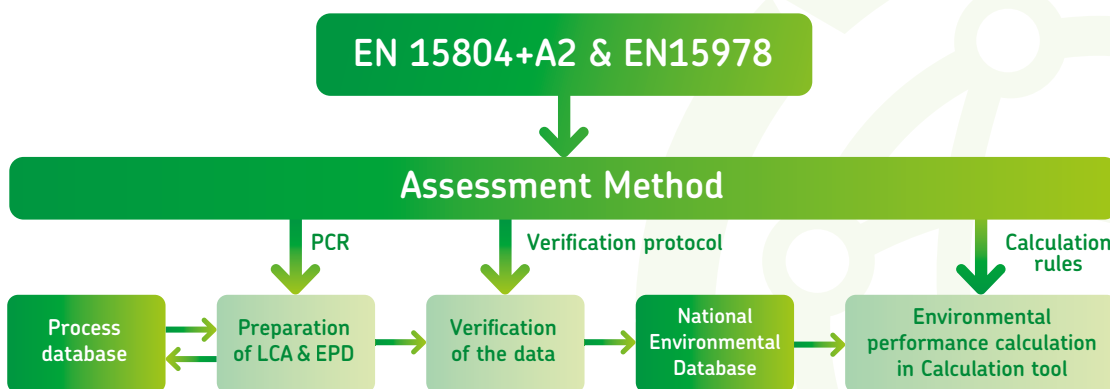 EN 15804+A2 & EN15978
Assessment Method
PCR
Verification protocol
Calculation
rules
Process
database
Preparation
of LCA & EPD
Verification
of the data
National
Environmental
Database
Environmental
performance calculation
in Calculation tool